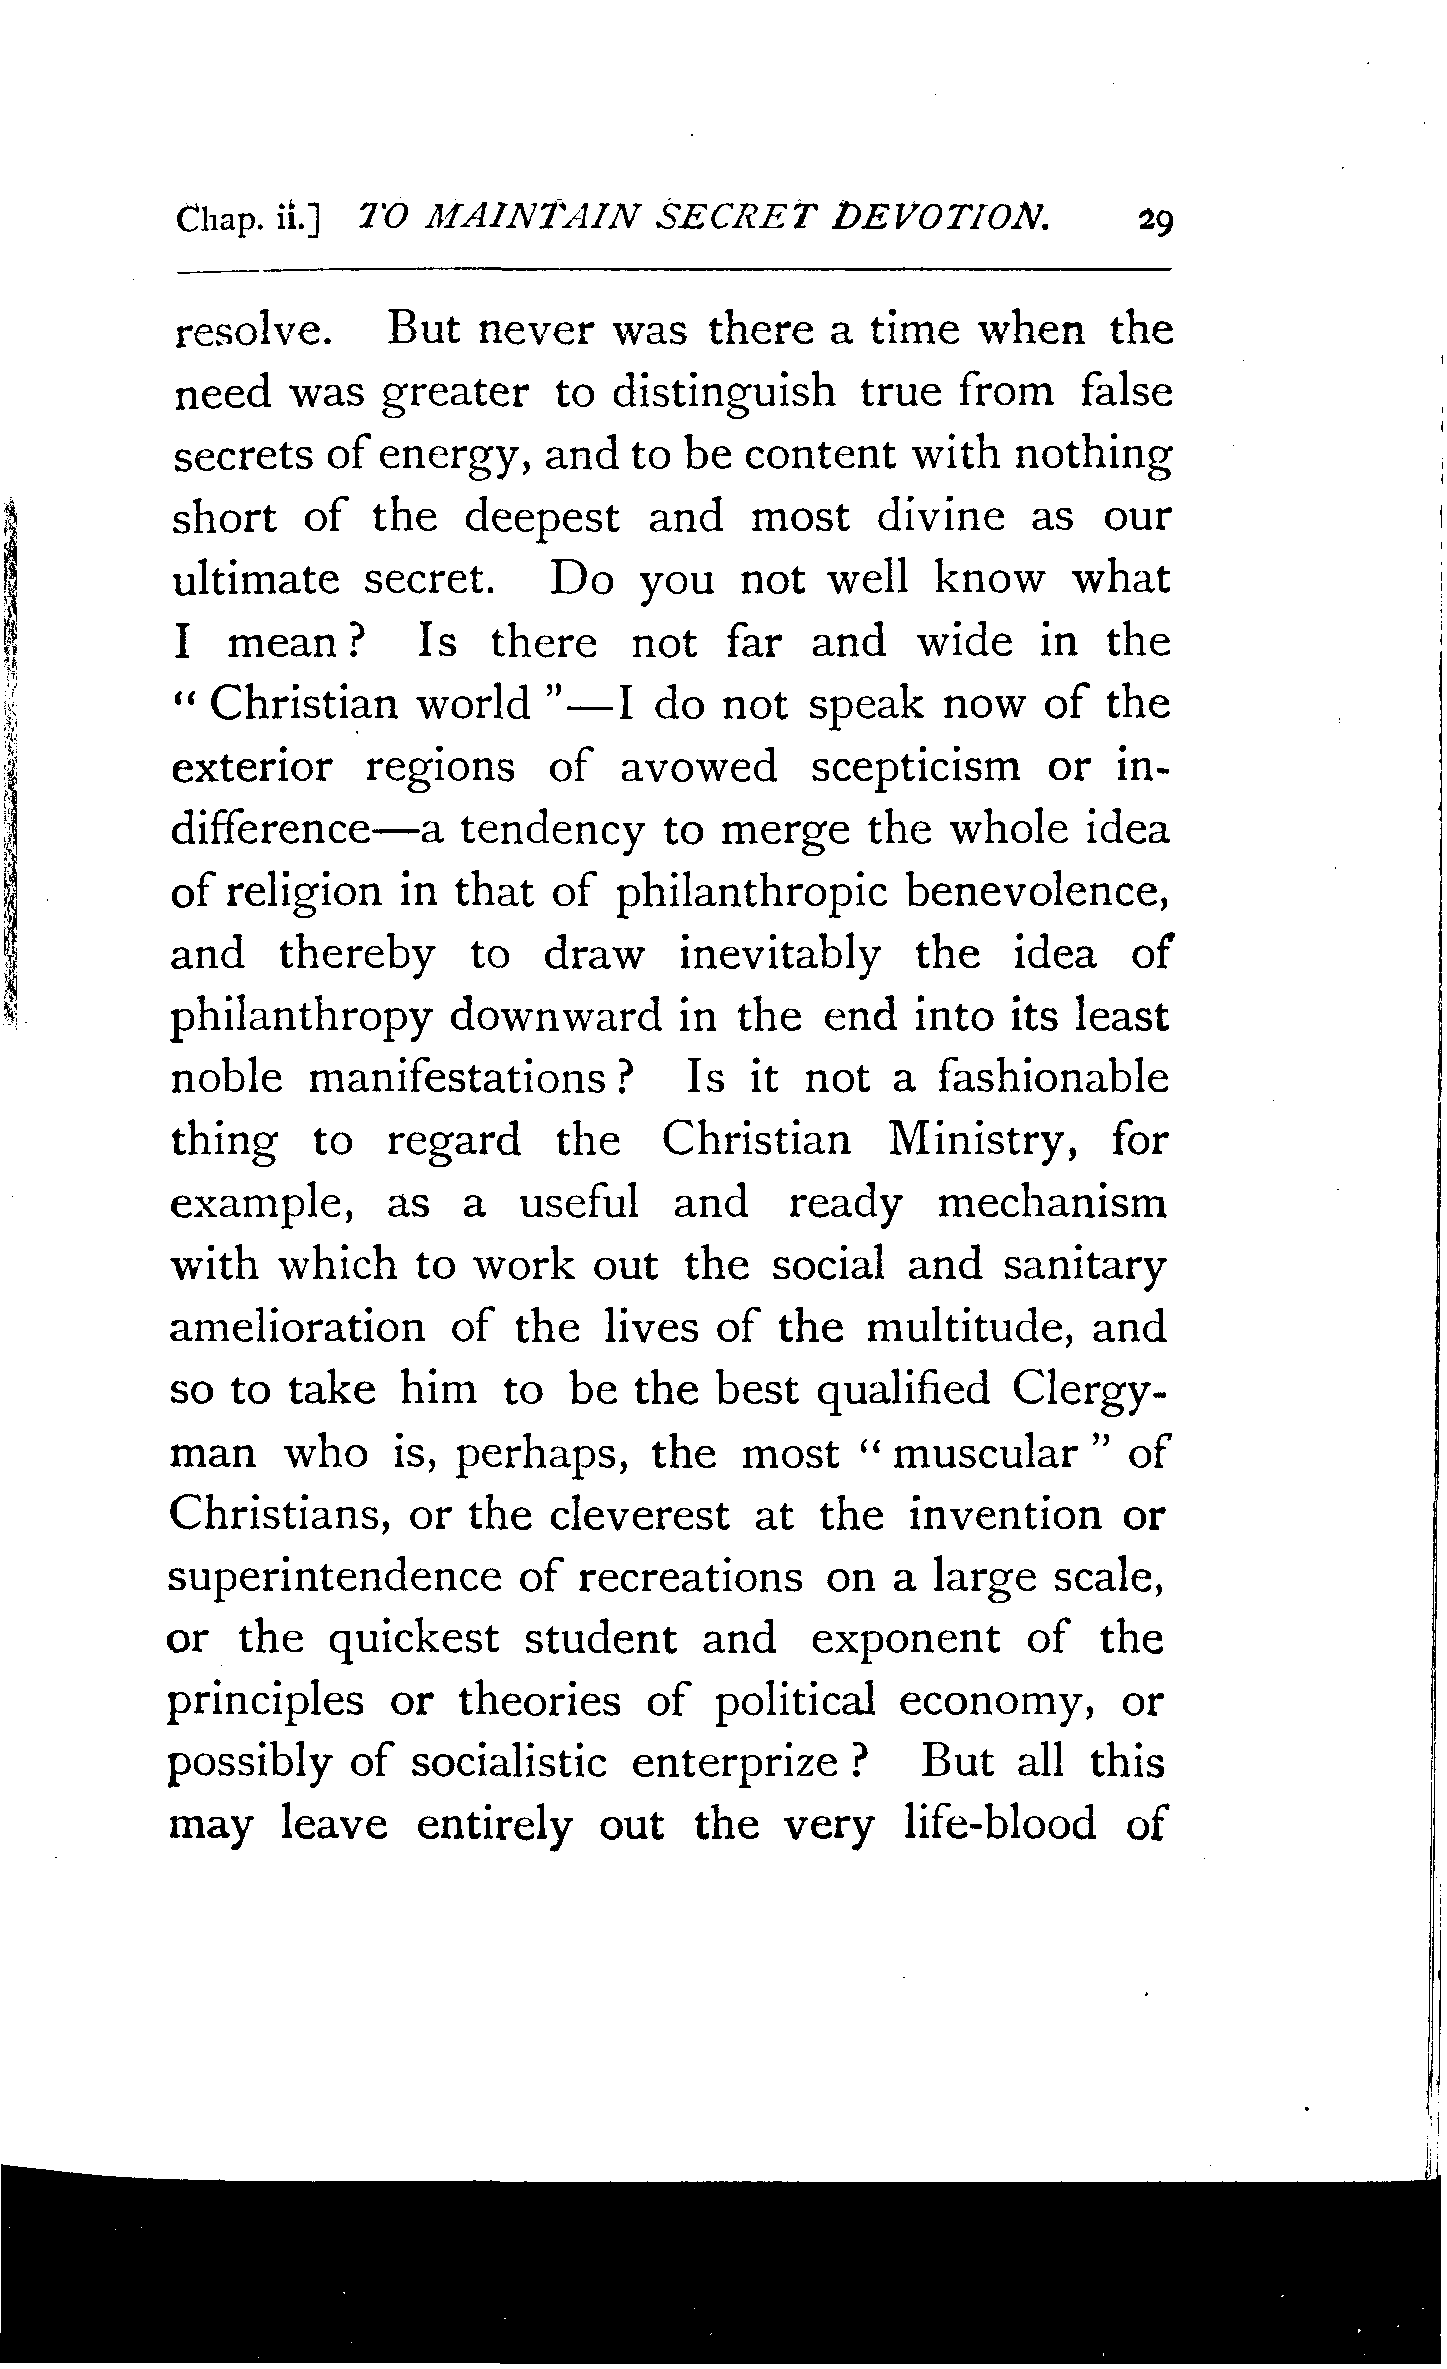 Chap. ii.] TO MAINTAIN SECRET DEVOTION. 29
resolve. But never was there a time when the
need was greater to distinguish true from false
secrets of energy, and to be content with nothing
short of the deepest and most divine as our
ultimate secret. Do you not well know what
I mean? Is there not far and wide in the
“ Christian world ”—I do not speak now of the
exterior regions of avowed scepticism or in-
difference—a tendency to merge the whole idea
of religion in that of philanthropic benevolence,
and thereby to draw inevitably the idea of
philanthropy downward in the end into its least
noble manifestations? Is it not a fashionable
thing to regard the Christian Ministry, for
example, as a useful and ready mechanism
with which to work out the social and sanitary
amelioration of the lives of the multitude, and
so to take him to be the best qualified Clergy-
man who is, perhaps, the most “ muscular ” of
Christians, or the cleverest at the invention or
superintendence of recreations on a large scale,
or the quickest student and exponent of the
principles or theories of political economy, or
possibly of socialistic enterprize? But all this
may leave entirely out the very life-blood of